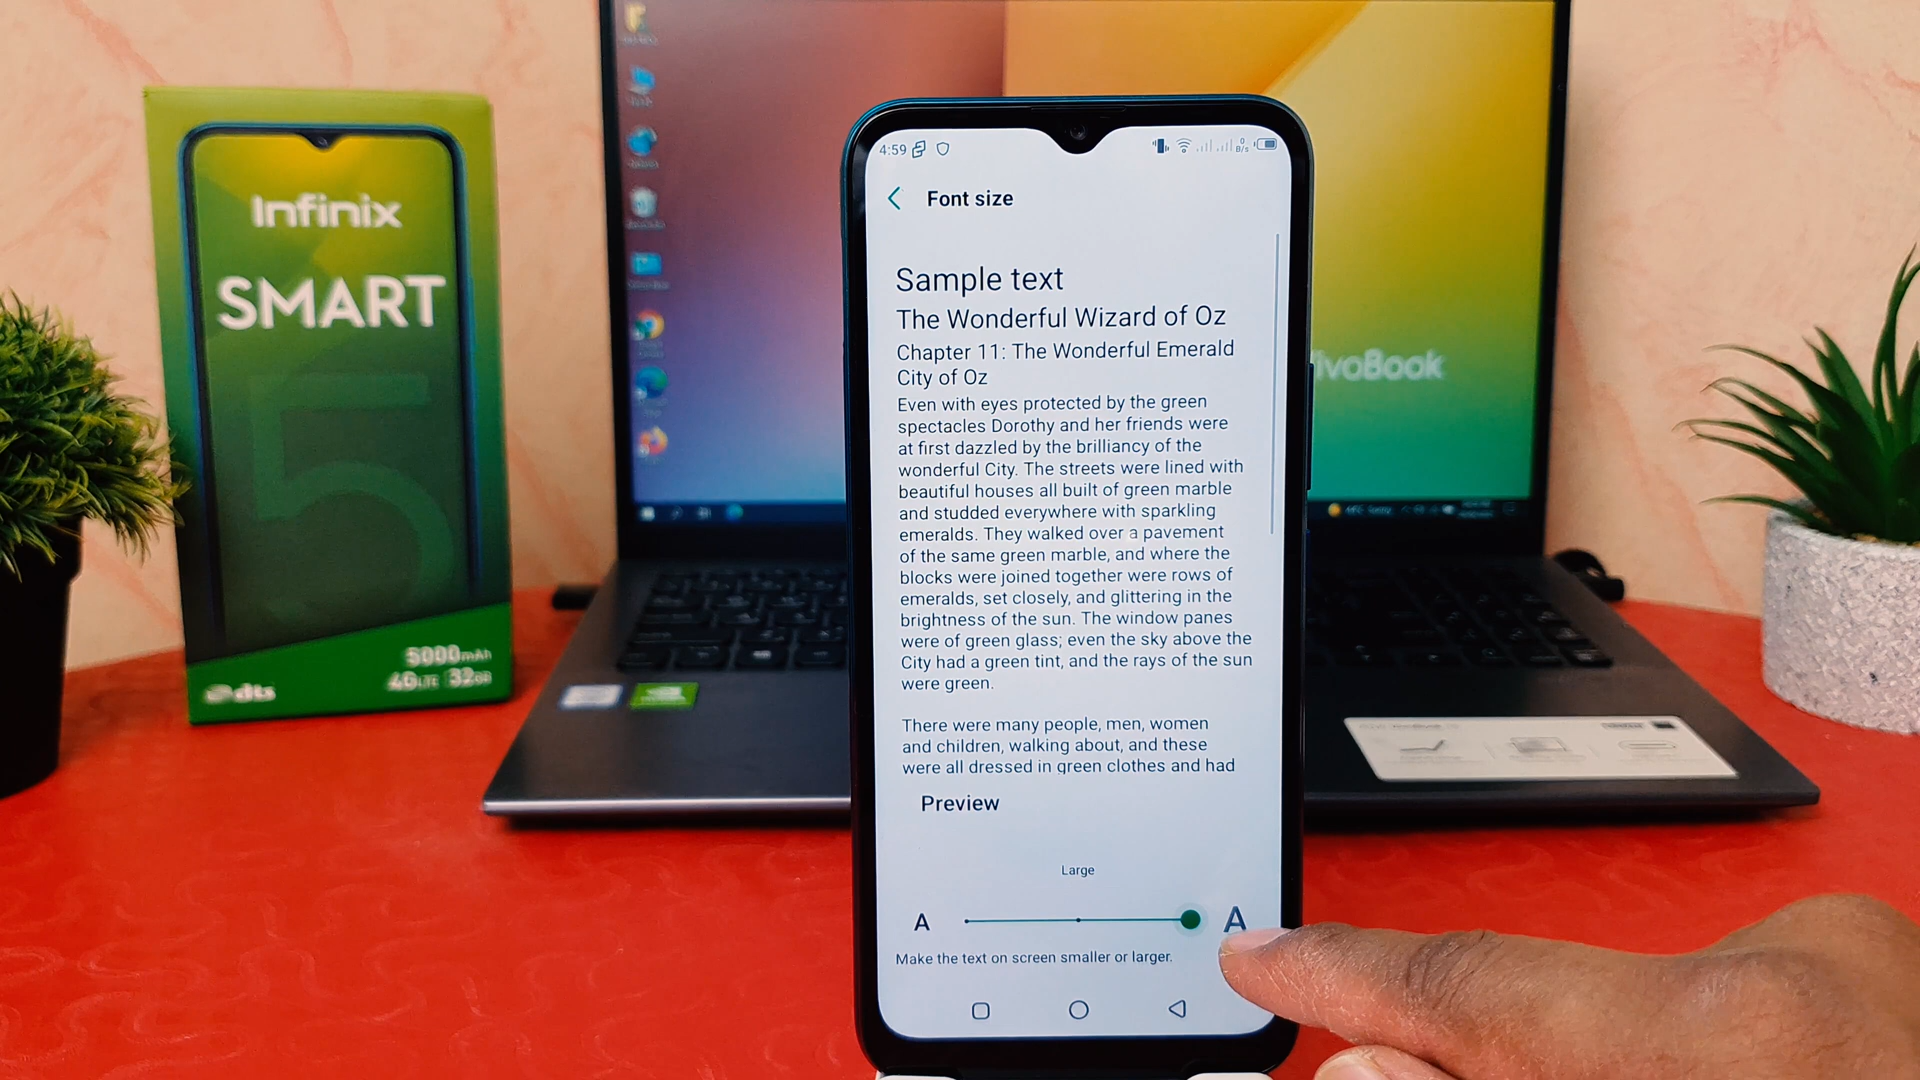 Infinix
SMART
5
5000mAh
4G LTE 32GB
dts
VivoBook
4:59
0
B/s
Font size
Sample text
The Wonderful Wizard of Oz
Chapter 11: The Wonderful Emerald
City of Oz
Even with eyes protected by the green
spectacles Dorothy and her friends were
at first dazzled by the brilliancy of the
wonderful City. The streets were lined with
beautiful houses all built of green marble
and studded everywhere with sparkling
emeralds. They walked over a pavement
of the same green marble, and where the
blocks were joined together were rows of
emeralds, set closely, and glittering in the
brightness of the sun. The window panes
were of green glass; even the sky above the
City had a green tint, and the rays of the sun
were green.
There were many people, men, women
and children, walking about, and these
were all dressed in green clothes and had
Preview
Large
A A
Make the text on screen smaller or larger.